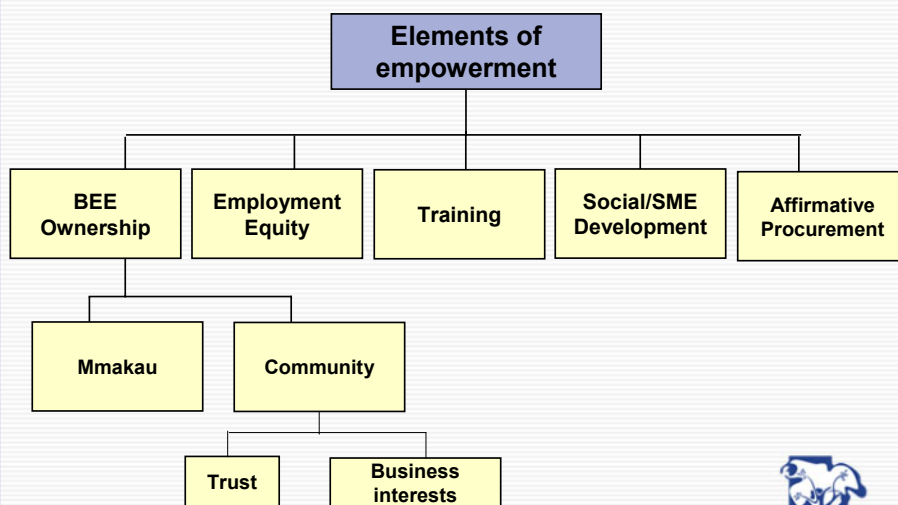 Elements of
empowerment
BEE
Ownership
Employment
Equity
Training
Social/SME
Development
Affirmative
Procurement
Mmakau
Community
Trust
Business
interests